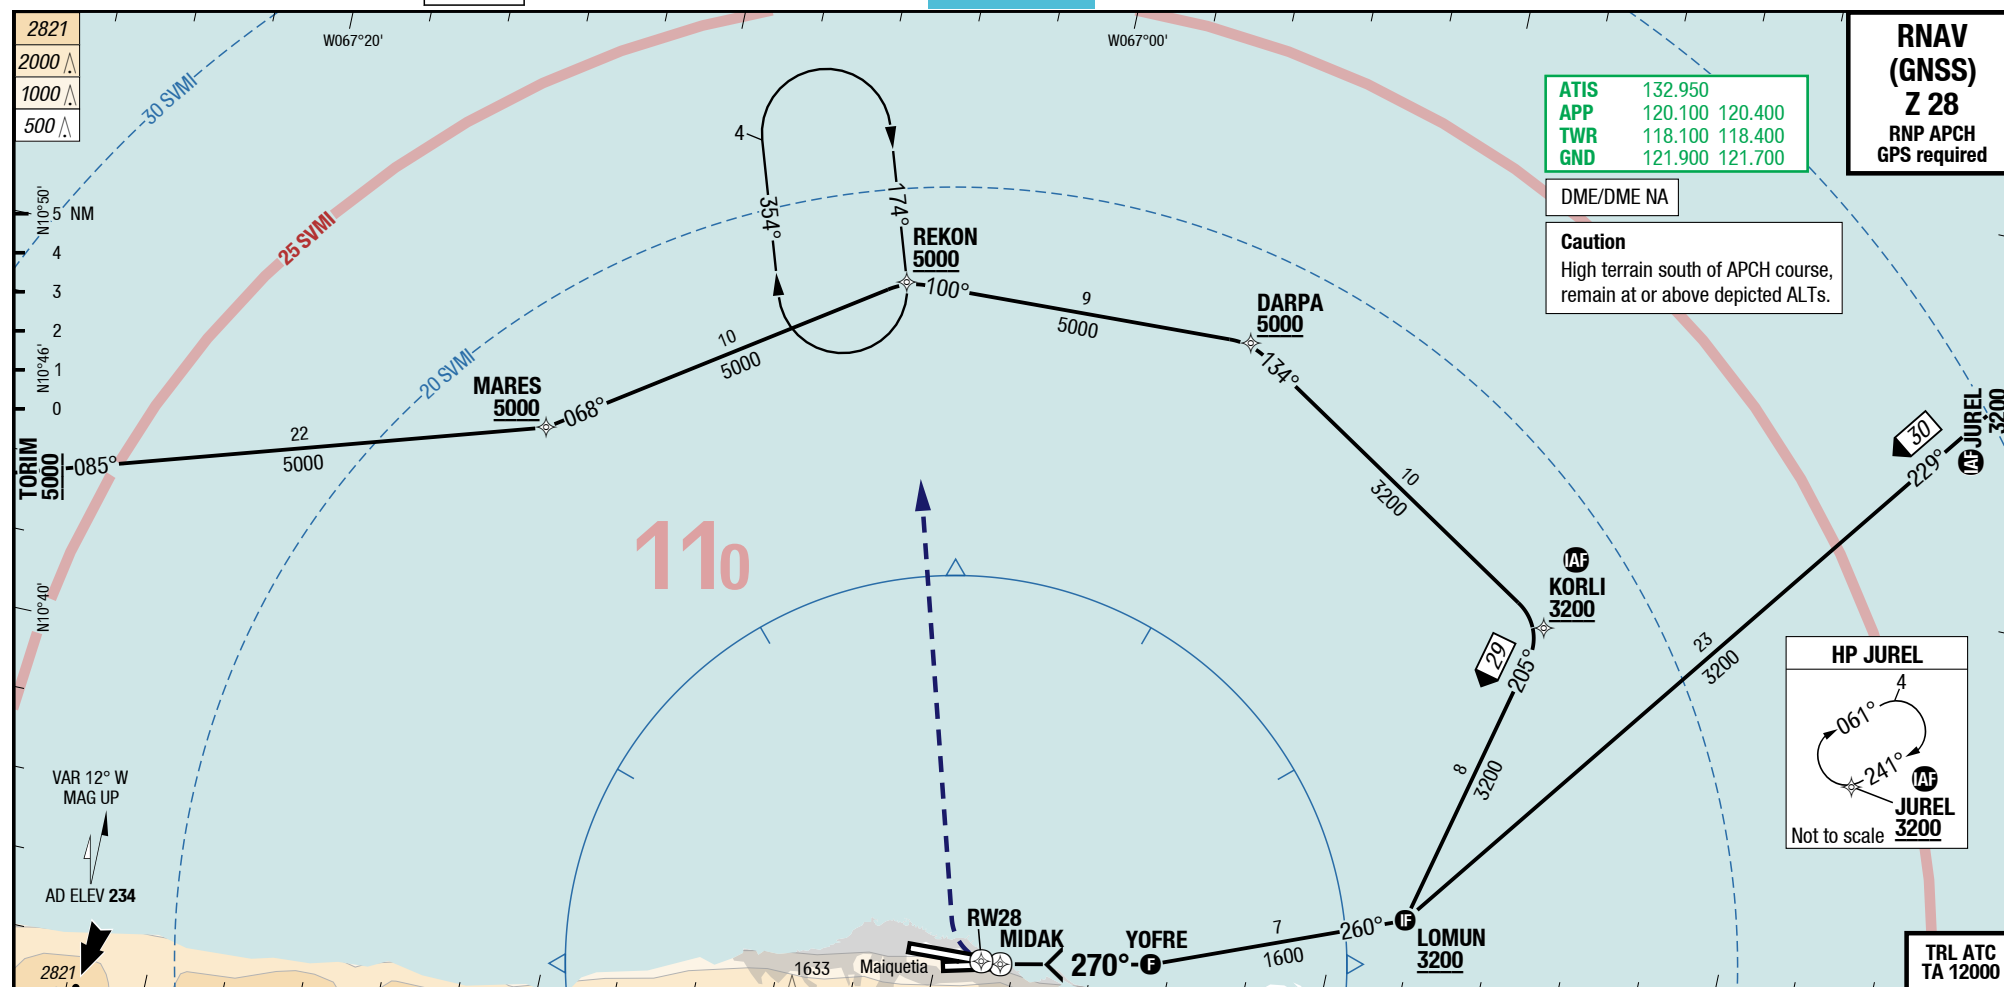 2821
2000
1000
500
W067°20'
W067°00'
RNAV
(GNSS)
Z 28
RNP APCH
GPS required
ATIS 132.950
APP 120.100 120.400
TWR 118.100 118.400
GND 121.900 121.700
DME/DME NA
Caution
High terrain south of APCH course,
remain at or above depicted ALTs.
30 SVMI
25 SVMI
20 SVMI
N10°50'
5 NM
4
3
2
N10°46'
1
0
4
354°
174°
REKON
5000
100°
9
5000
DARPA
5000
134°
10
3200
MARES
5000
068°
10
5000
TORIM
5000
085°
22
5000
110
N10°40'
IAF
KORLI
3200
29
205°
8
3200
IAF JUREL
3200
30
229°
23
3200
HP JUREL
4
061°
241°
IAF
JUREL
3200
Not to scale
VAR 12° W
MAG UP
AD ELEV 234
2821
1633
Maiquetia
RW28
MIDAK
270°
YOFRE
F
7
1600
260°
IF
LOMUN
3200
TRL ATC
TA 12000